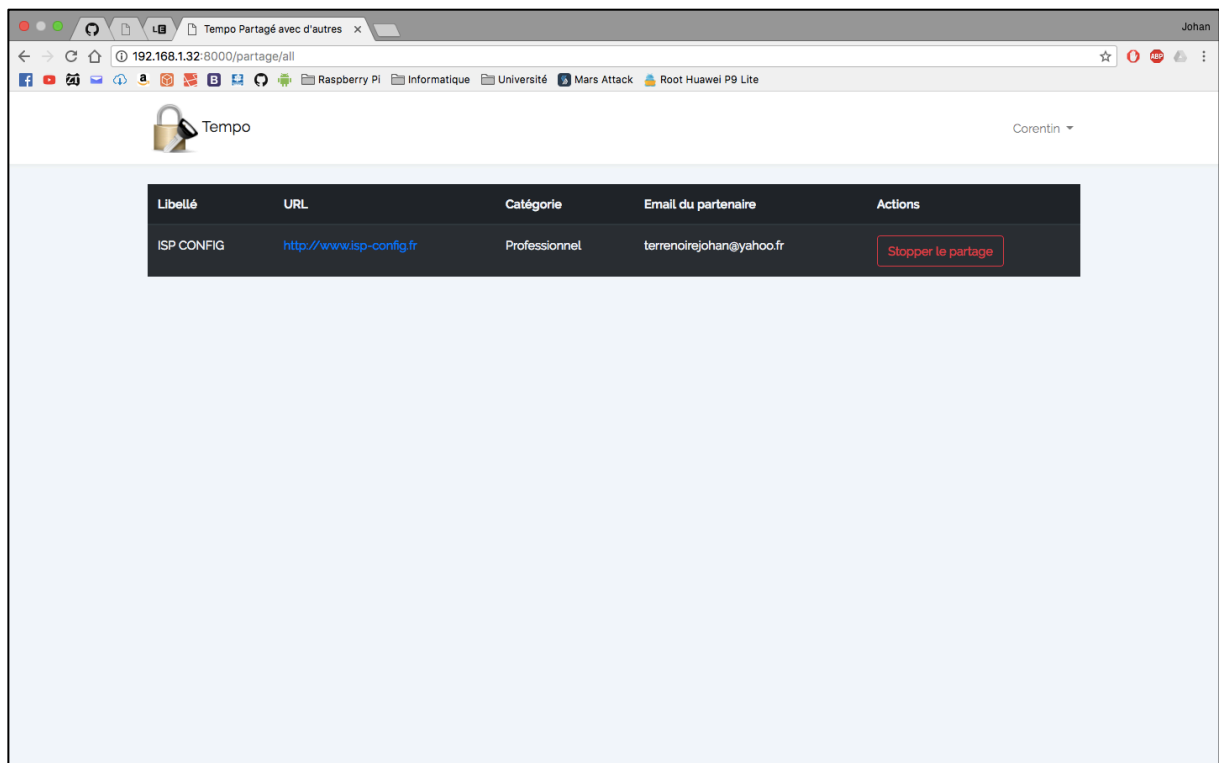 LE Tempo Partagé avec d'autres Johan
192.168.1.32:8000/partage/all ABP
a B Raspberry Pi Informatique Université Mars Attack Root Huawei P9 Lite
Tempo Corentin
Libellé URL Catégorie Email du partenaire Actions
ISP CONFIG http://www.isp-config.fr Professionnel terrenoirejohan@yahoo.fr Stopper le partage